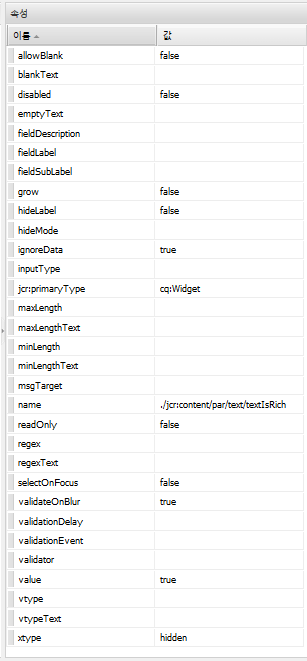 속성
이름 값
allowBlank false
blankText
disabled false
emptyText
fieldDescription
fieldLabel
fieldSubLabel
grow false
hideLabel false
hideMode
ignoreData true
inputType
jcr:primaryType cq:Widget
maxLength
maxLengthText
minLength
minLengthText
msgTarget
name ./jcr:content/par/text/textIsRich
readOnly false
regex
regexText
selectOnFocus false
validateOnBlur true
validationDelay
validationEvent
validator
value true
vtype
vtypeText
xtype hidden